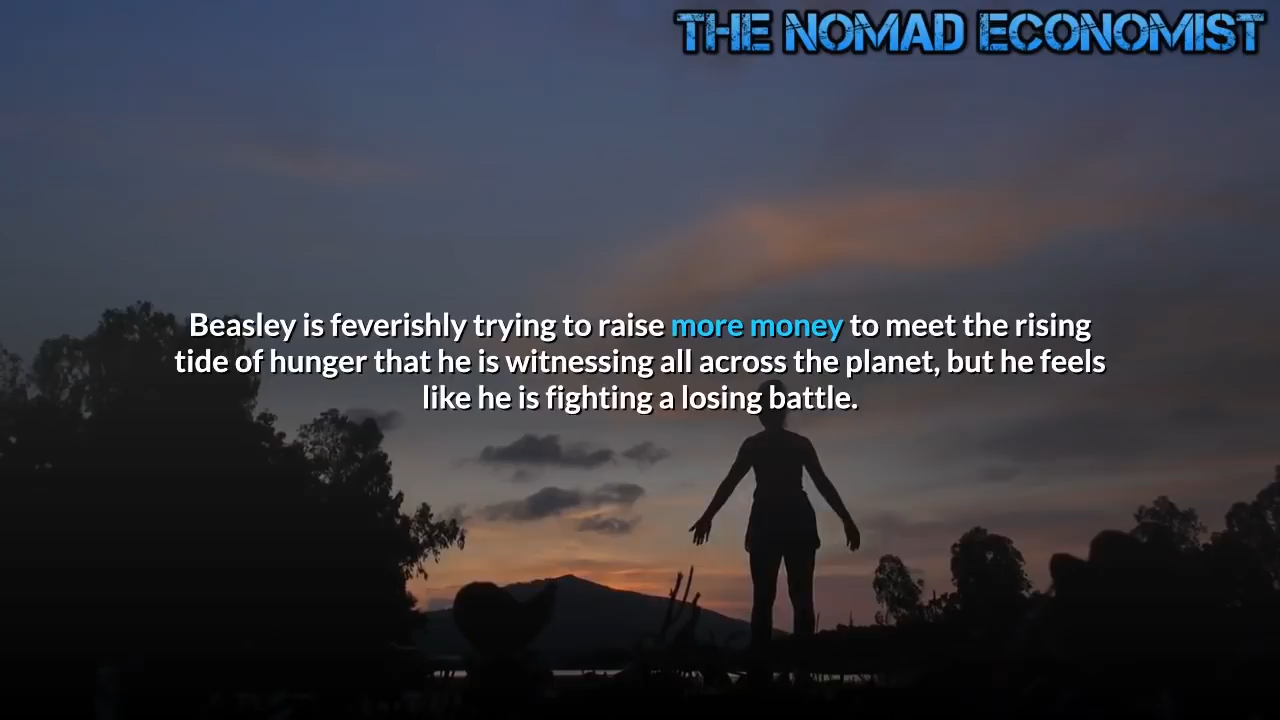 THE NOMAD ECONOMIST
Beasley is feverishly trying to raise more money to meet the rising
tide of hunger that he is witnessing all across the planet, but he feels
like he is fighting a losing battle.